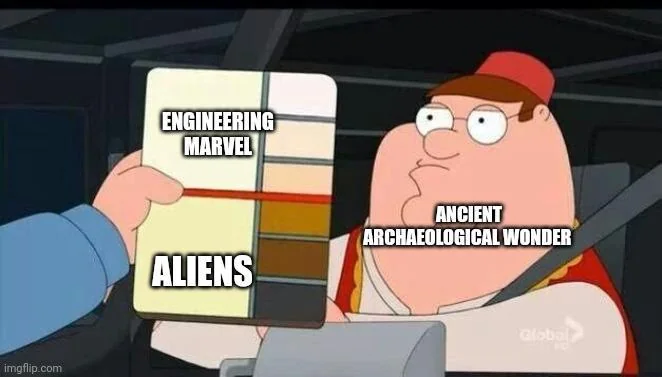 ENGINEERING
MARVEL
ANCIENT
ARCHAEOLOGICAL WONDER
ALIENS
Global
imgflip.com